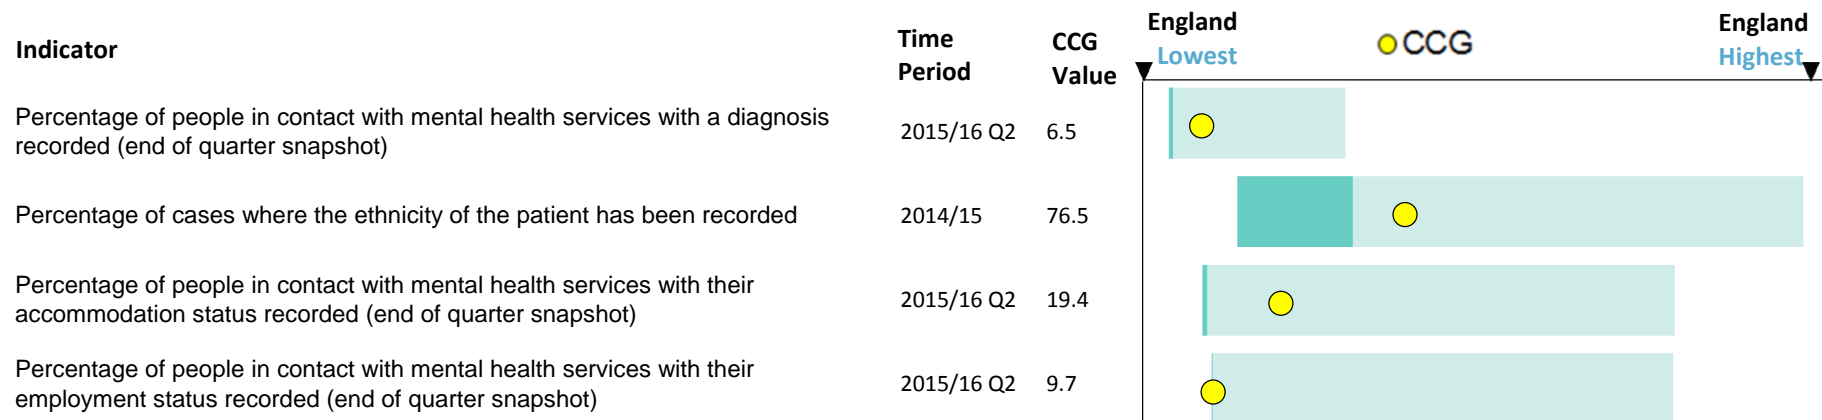 Indicator
Time Period
CCG Value
England Lowest
CCG
England Highest
Percentage of people in contact with mental health services with a diagnosis
recorded (end of quarter snapshot)
2015/16 Q2 6.5
Percentage of cases where the ethnicity of the patient has been recorded 2014/15 76.5
Percentage of people in contact with mental health services with their
accommodation status recorded (end of quarter snapshot)
2015/16 Q2 19.4
Percentage of people in contact with mental health services with their
employment status recorded (end of quarter snapshot)
2015/16 Q2 9.7